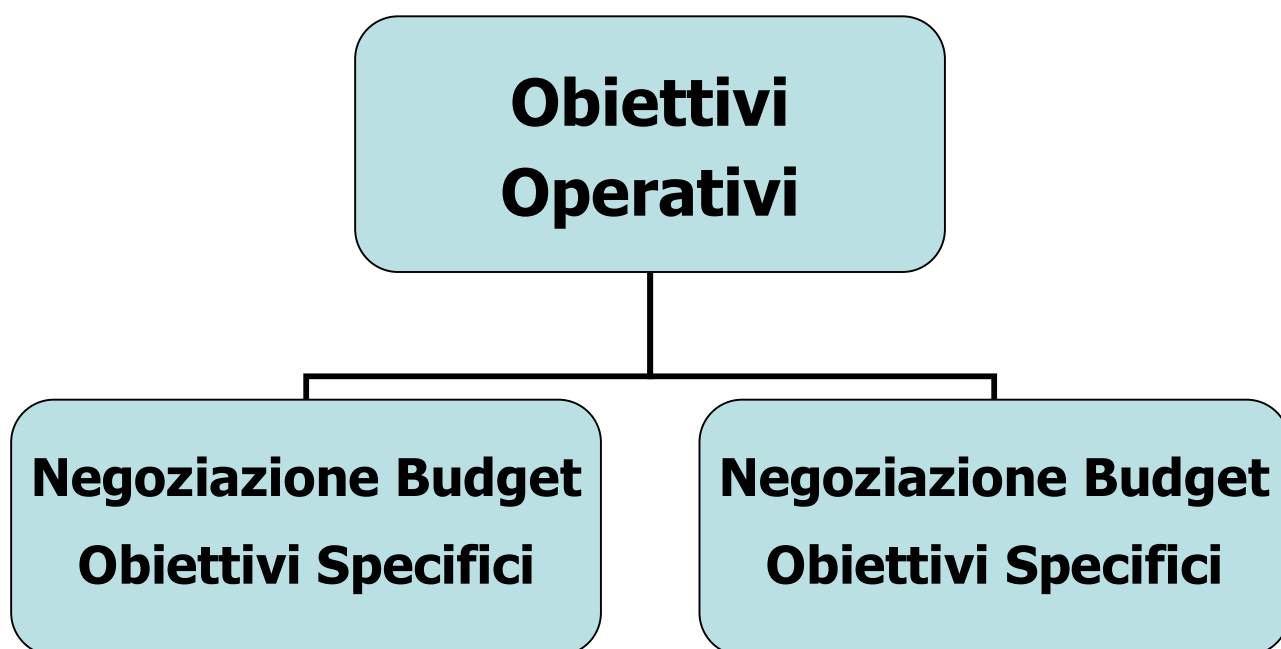 Obiettivi
Operativi
Negoziazione Budget
Obiettivi Specifici
Negoziazione Budget
Obiettivi Specifici